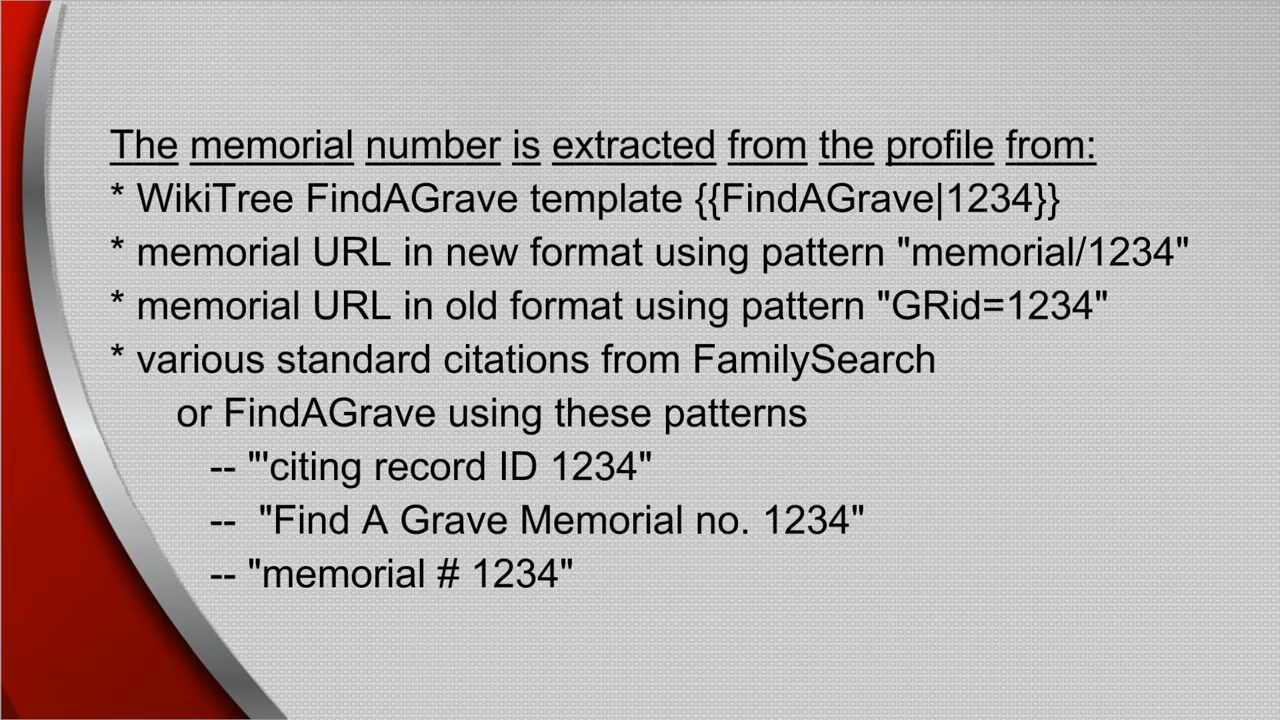 The memorial number is extracted from the profile from:
* WikiTree FindAGrave template {{FindAGrave|1234}}
* memorial URL in new format using pattern "memorial/1234"
* memorial URL in old format using pattern "GRid=1234"
* various standard citations from FamilySearch
or FindAGrave using these patterns
-- "'citing record ID 1234"
-- "Find A Grave Memorial no. 1234"
-- "memorial # 1234"